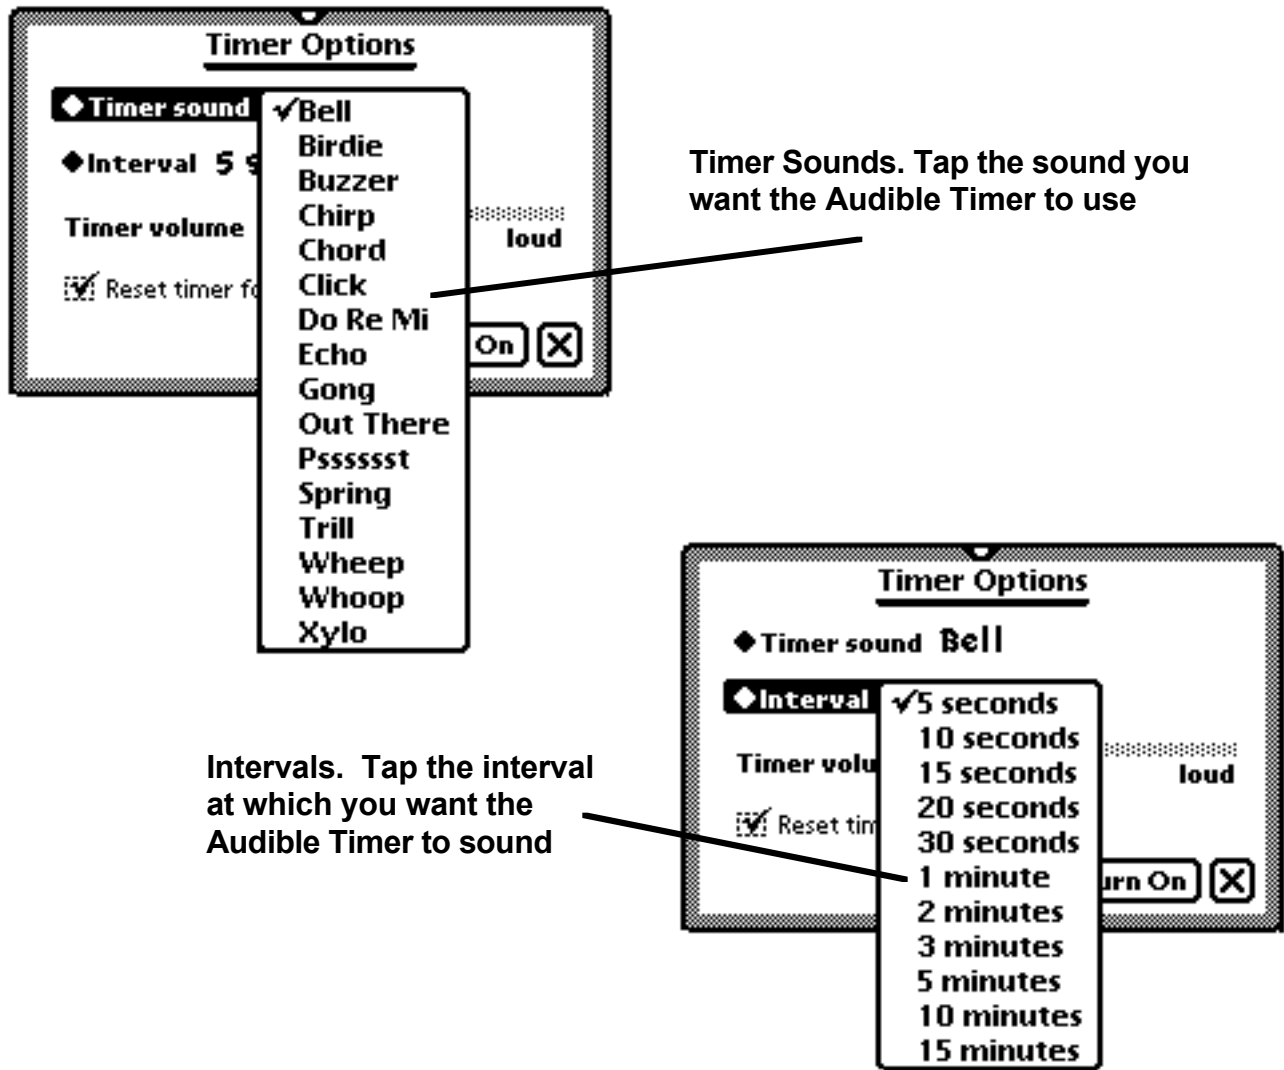 Timer Options
◆Timer sound
✓Bell
Birdie
Buzzer
Chirp
Chord
Click
Do Re Mi
Echo
Gong
Out There
Psssssst
Spring
Trill
Wheep
Whoop
Xylo
◆Interval 5
Timer volume
loud
Reset timer
On
Timer Sounds. Tap the sound you
want the Audible Timer to use
Timer Options
◆Timer sound Bell
◆Interval
✓5 seconds
10 seconds
15 seconds
20 seconds
30 seconds
1 minute
2 minutes
3 minutes
5 minutes
10 minutes
15 minutes
Timer volu
loud
Reset tim
urn On
Intervals. Tap the interval
at which you want the
Audible Timer to sound